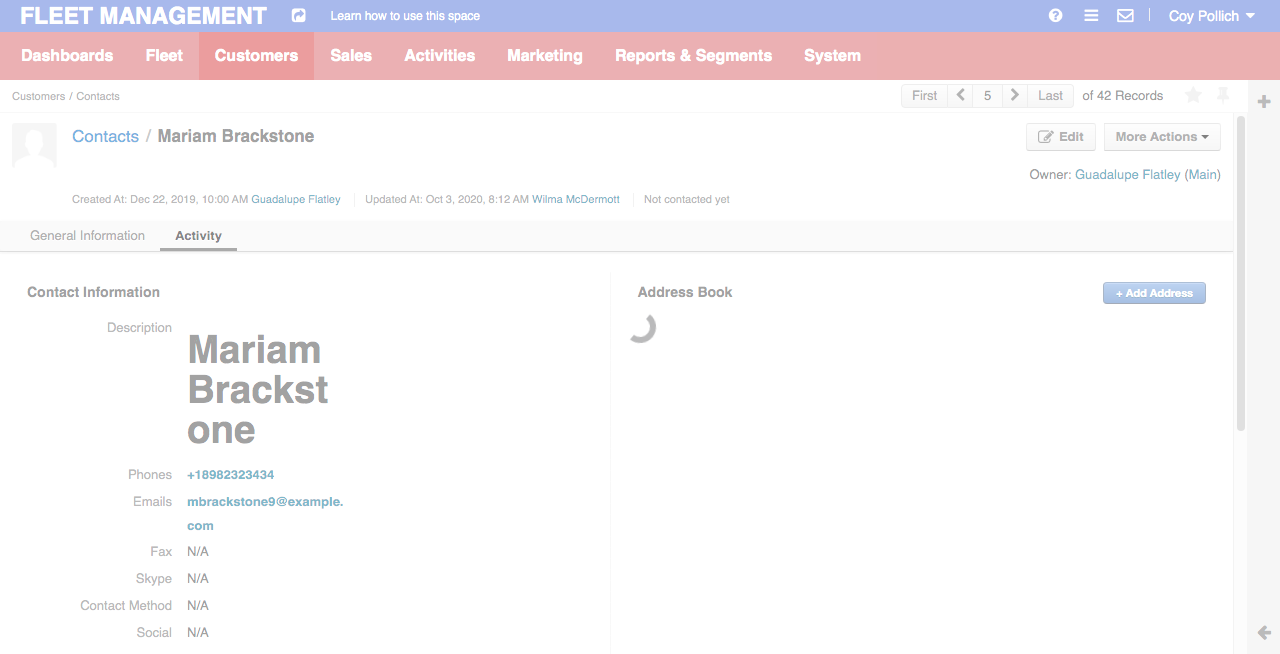 FLEET MANAGEMENT Learn how to use this space Coy Pollich
Dashboards Fleet Customers Sales Activities Marketing Reports & Segments System
Customers / Contacts First 5 Last of 42 Records
Contacts / Mariam Brackstone Edit More Actions
Owner: Guadalupe Flatley (Main)
Created At: Dec 22, 2019, 10:00 AM Guadalupe Flatley Updated At: Oct 3, 2020, 8:12 AM Wilma McDermott Not contacted yet
General Information Activity
Contact Information
Description
Mariam
Brackst
one
Phones +18982323434
Emails mbrackstone9@example.
com
Fax N/A
Skype N/A
Contact Method N/A
Social N/A
Address Book + Add Address